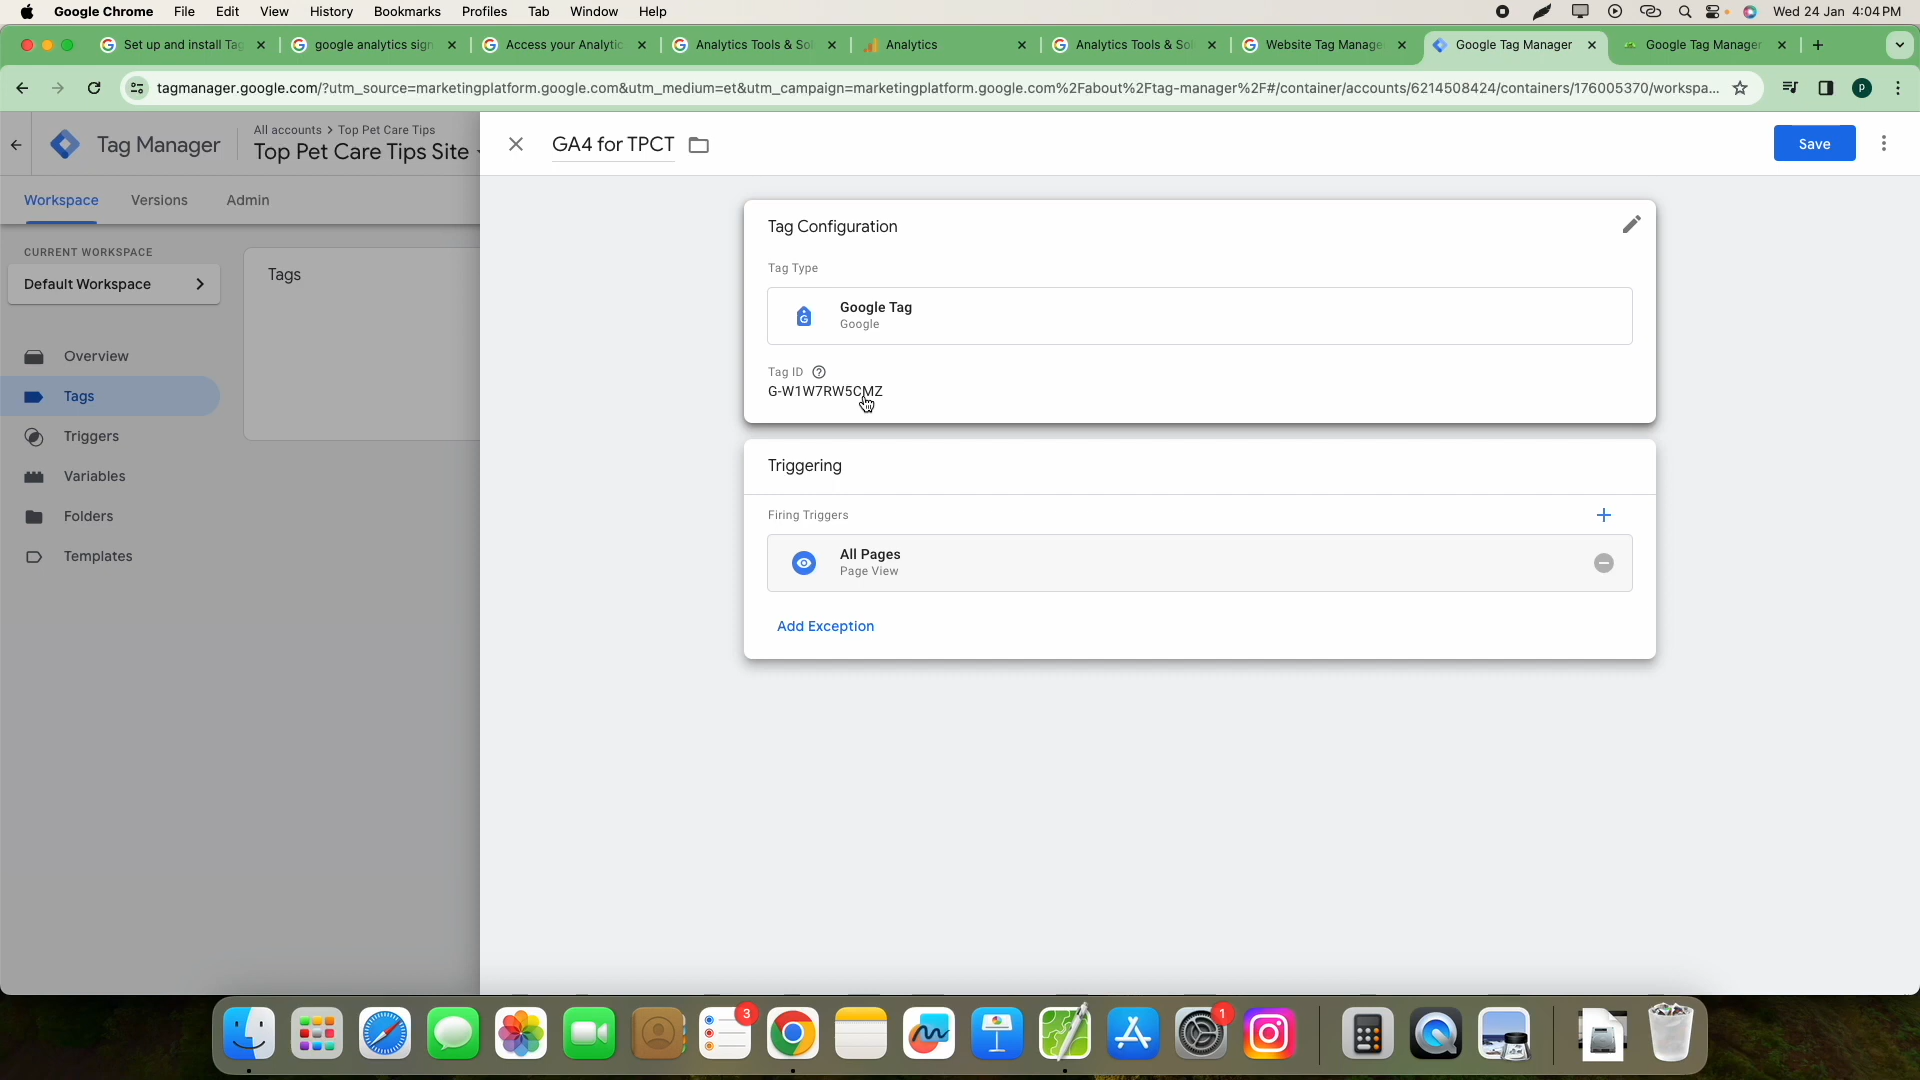 Google Chrome File Edit View History Bookmarks Profiles Tab Window Help Wed 24 Jan 4:04 PM
Set up and install Tag google analytics sign Access your Analytic Analytics Tools & Sol Analytics Analytics Tools & Sol Website Tag Manage Google Tag Manager Google Tag Manager
tagmanager.google.com/?utm_source=marketingplatform.google.com&utm_medium=et&utm_campaign=marketingplatform.google.com%2Fabout%2Ftag-manager%2F#/container/accounts/6214508424/containers/176005370/workspa... P
All accounts > Top Pet Care Tips
Tag Manager Top Pet Care Tips Site
GA4 for TPCT
Save
Workspace Versions Admin
CURRENT WORKSPACE
Default Workspace
Tags
Overview
Tags
Triggers
Variables
Folders
Templates
Tag Configuration
Tag Type
Google Tag
Google
Tag ID
G-W1W7RW5CMZ
Triggering
Firing Triggers
All Pages
Page View
Add Exception
3
1